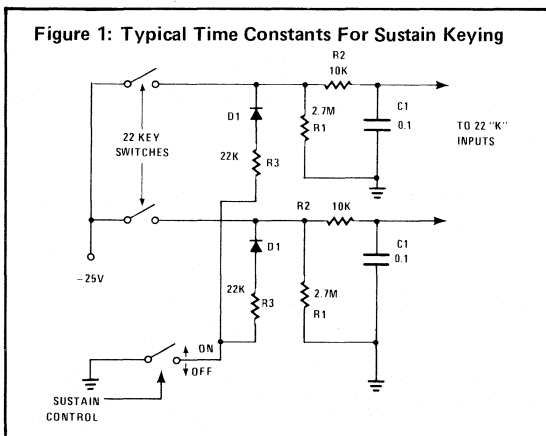 Figure 1: Typical Time Constants For Sustain Keying
R2
10K
D1
2.7M
R1
C1
0.1
TO 22 "K"
INPUTS
22 KEY
SWITCHES
22K
R3
R2
10K
D1
C1
0.1
-25V
22K
R3
2.7M
R1
ON
OFF
SUSTAIN
CONTROL